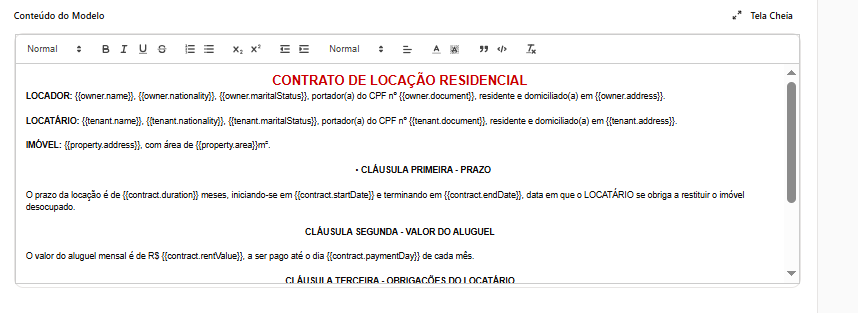 Conteúdo do Modelo
Tela Cheia
Normal B I U S X₂ X² Normal A A
CONTRATO DE LOCAÇÃO RESIDENCIAL
LOCADOR: {{owner.name}}, {{owner.nationality}}, {{owner.maritalStatus}}, portador(a) do CPF nº {{owner.document}}, residente e domiciliado(a) em {{owner.address}}.
LOCATÁRIO: {{tenant.name}}, {{tenant.nationality}}, {{tenant.maritalStatus}}, portador(a) do CPF nº {{tenant.document}}, residente e domiciliado(a) em {{tenant.address}}.
IMÓVEL: {{property.address}}, com área de {{property.area}}m².
• CLÁUSULA PRIMEIRA - PRAZO
O prazo da locação é de {{contract.duration}} meses, iniciando-se em {{contract.startDate}} e terminando em {{contract.endDate}}, data em que o LOCATÁRIO se obriga a restituir o imóvel
desocupado.
CLÁUSULA SEGUNDA - VALOR DO ALUGUEL
O valor do aluguel mensal é de R$ {{contract.rentValue}}, a ser pago até o dia {{contract.paymentDay}} de cada mês.
CLÁUSULA TERCEIRA - OBRIGAÇÕES DO LOCATÁRIO